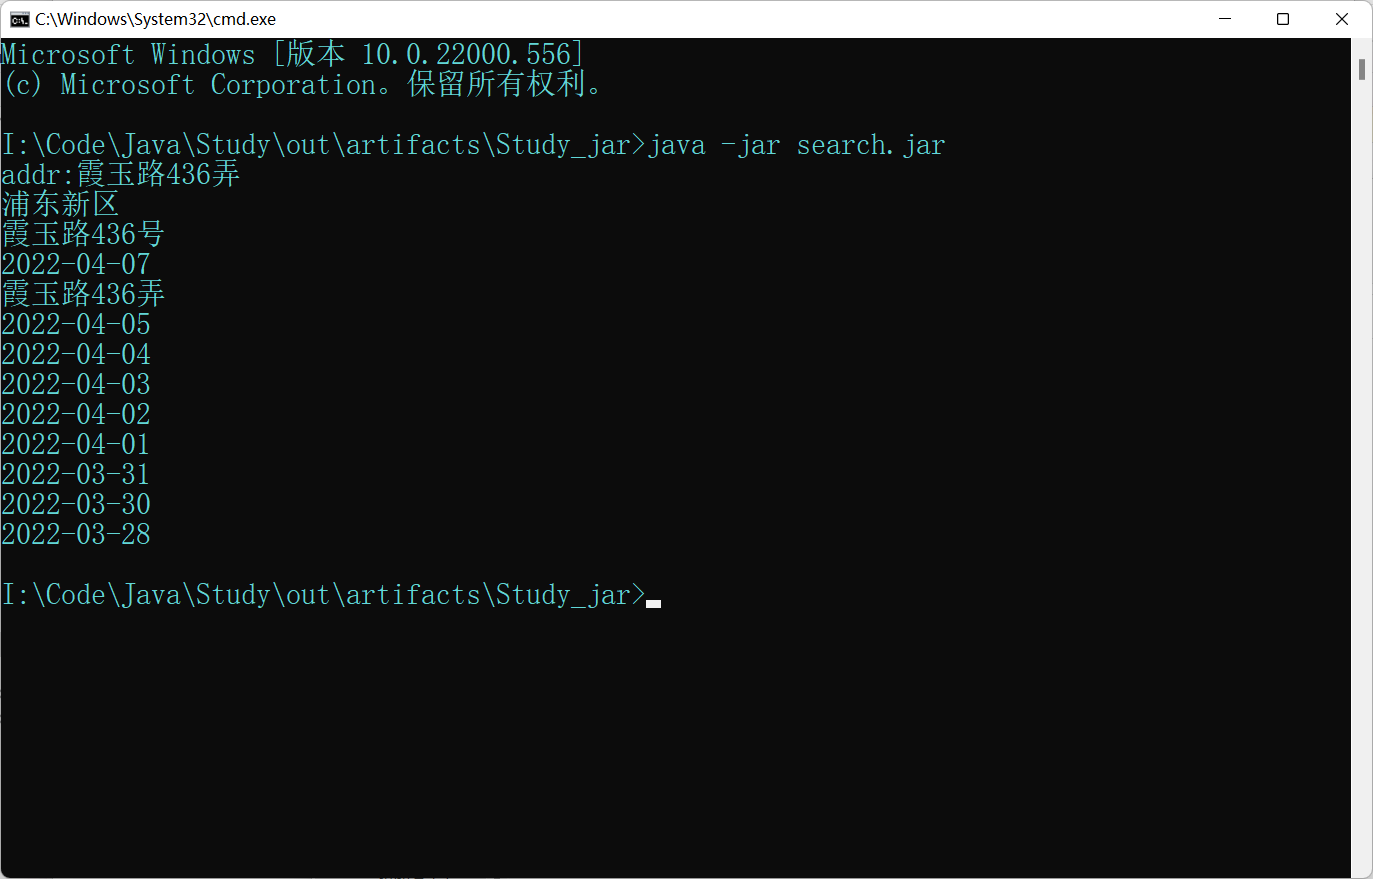 C:\Windows\System32\cmd.exe
Microsoft Windows [版本 10.0.22000.556]
(c) Microsoft Corporation。保留所有权利。
I:\Code\Java\Study\out\artifacts\Study_jar>java -jar search.jar
addr:霞玉路436弄
浦东新区
霞玉路436号
2022-04-07
霞玉路436弄
2022-04-05
2022-04-04
2022-04-03
2022-04-02
2022-04-01
2022-03-31
2022-03-30
2022-03-28
I:\Code\Java\Study\out\artifacts\Study_jar>